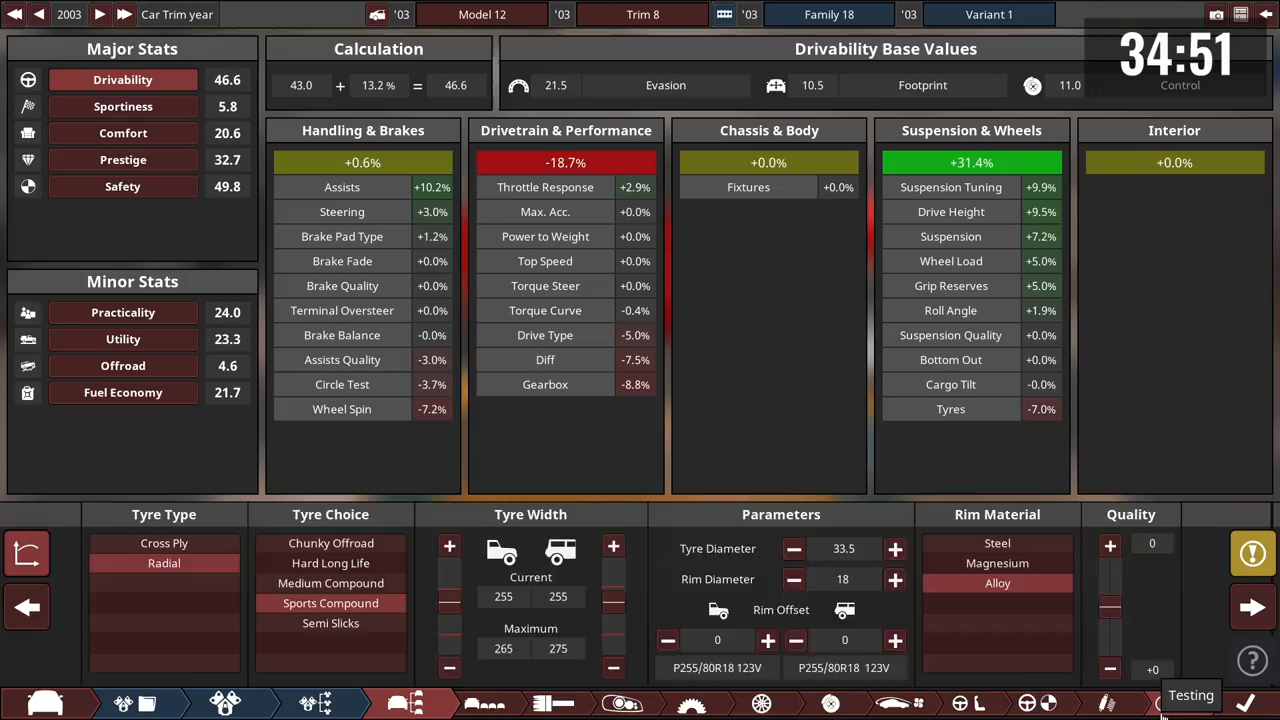 2003 Car Trim year '03 Model 12 '03 Trim 8 '03 Family 18 '03 Variant 1
34:51
Major Stats
Drivability 46.6
Sportiness 5.8
Comfort 20.6
Prestige 32.7
Safety 49.8
Minor Stats
Practicality 24.0
Utility 23.3
Offroad 4.6
Fuel Economy 21.7
Calculation
43.0 + 13.2 % = 46.6
Drivability Base Values
21.5 Evasion 10.5 Footprint 11.0 Control
Handling & Brakes
+0.6%
Assists +10.2%
Steering +3.0%
Brake Pad Type +1.2%
Brake Fade +0.0%
Brake Quality +0.0%
Terminal Oversteer +0.0%
Brake Balance -0.0%
Assists Quality -3.0%
Circle Test -3.7%
Wheel Spin -7.2%
Drivetrain & Performance
-18.7%
Throttle Response +2.9%
Max. Acc. +0.0%
Power to Weight +0.0%
Top Speed +0.0%
Torque Steer +0.0%
Torque Curve -0.4%
Drive Type -5.0%
Diff -7.5%
Gearbox -8.8%
Chassis & Body
+0.0%
Fixtures +0.0%
Suspension & Wheels
+31.4%
Suspension Tuning +9.9%
Drive Height +9.5%
Suspension +7.2%
Wheel Load +5.0%
Grip Reserves +5.0%
Roll Angle +1.9%
Suspension Quality +0.0%
Bottom Out +0.0%
Cargo Tilt -0.0%
Tyres -7.0%
Interior
+0.0%
Tyre Type
Cross Ply
Radial
Tyre Choice
Chunky Offroad
Hard Long Life
Medium Compound
Sports Compound
Semi Slicks
Tyre Width
Current
255 255
Maximum
265 275
Parameters
Tyre Diameter 33.5
Rim Diameter 18
Rim Offset
0 0
P255/80R18 123V P255/80R18 123V
Rim Material
Steel
Magnesium
Alloy
Quality
0
+0
Testing